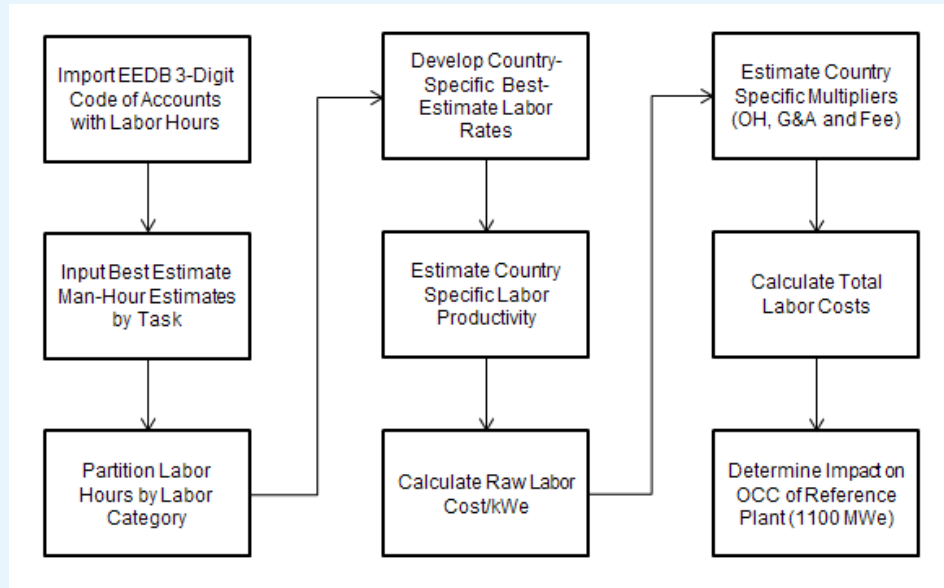 Import EEDB 3-Digit
Code of Accounts
with Labor Hours
Input Best Estimate
Man-Hour Estimates
by Task
Partition Labor
Hours by Labor
Category
Develop Country-
Specific Best-
Estimate Labor
Rates
Estimate Country
Specific Labor
Productivity
Calculate Raw Labor
Cost/kWe
Estimate Country
Specific Multipliers
(OH, G&A and Fee)
Calculate Total
Labor Costs
Determine Impact on
OCC of Reference
Plant (1100 MWe)